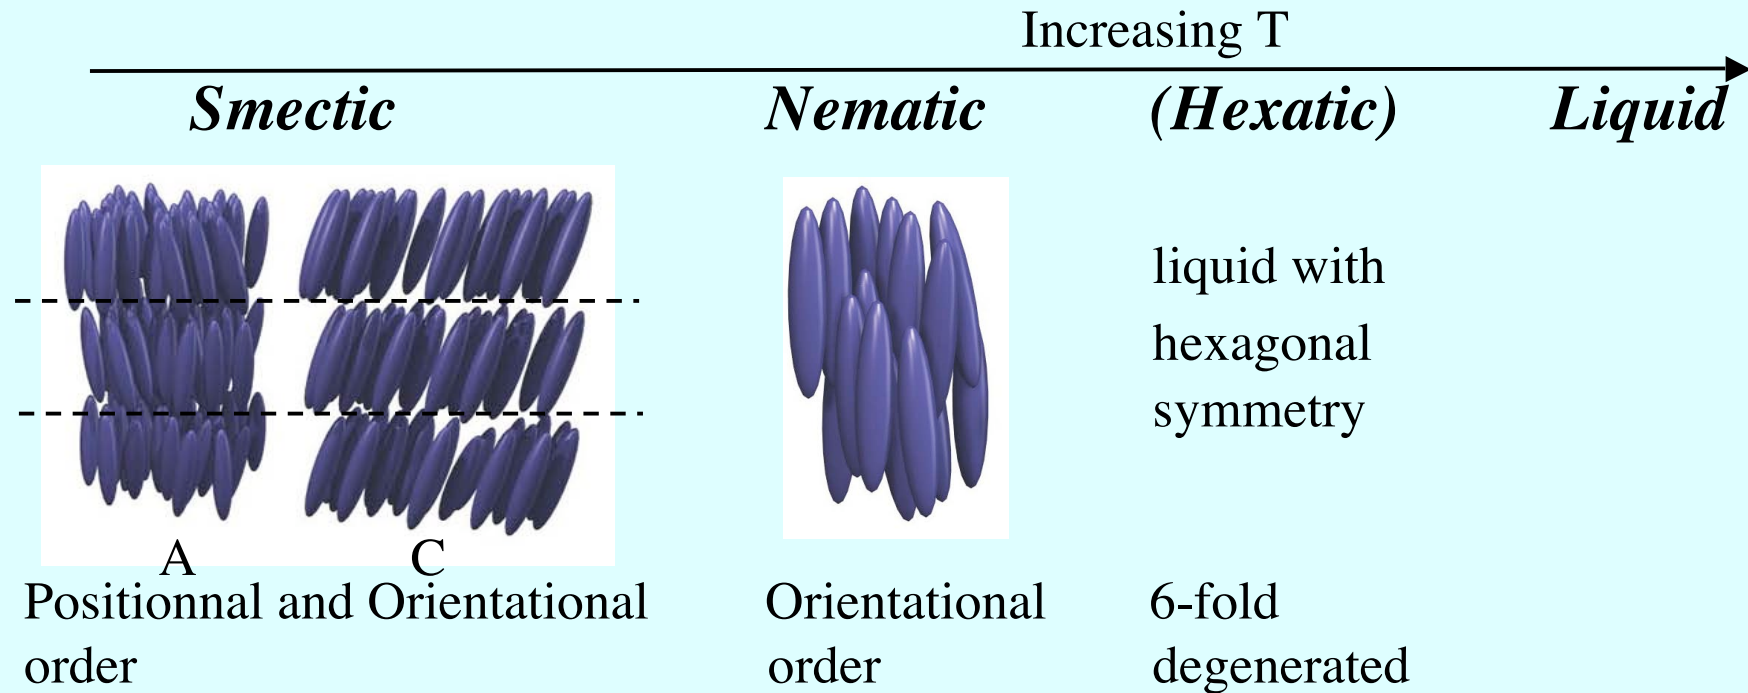 Increasing T
Smectic
Nematic
(Hexatic)
Liquid
liquid with
hexagonal
symmetry
A
C
Positionnal and Orientational
order
Orientational
order
6-fold
degenerated